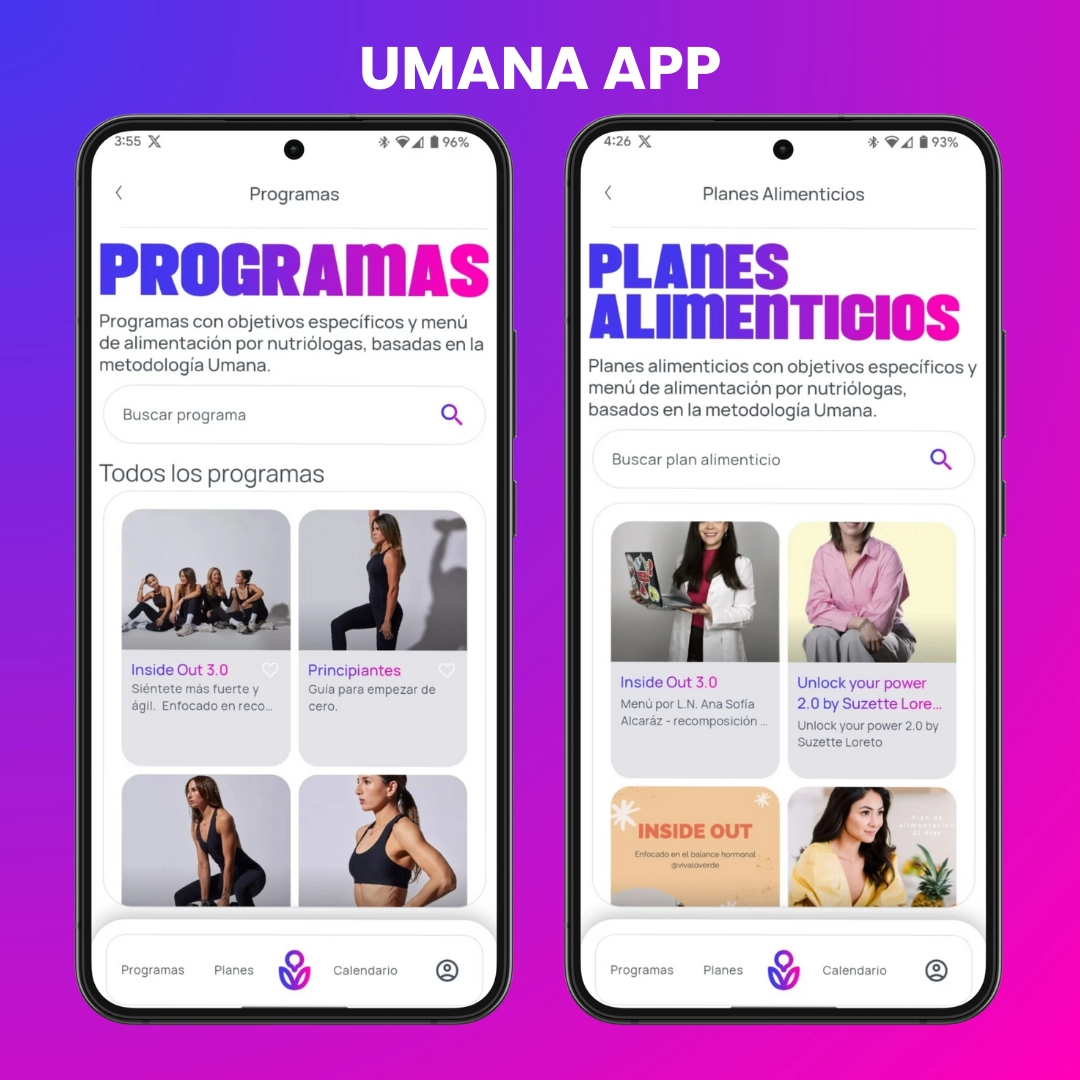 UMANA APP
3:55
96%
Programas
PROGRAMAS
Programas con objetivos específicos y menú
de alimentación por nutriólogas, basadas en la
metodología Umana.
Buscar programa
Todos los programas
Inside Out 3.0
Siéntete más fuerte y
ágil. Enfocado en reco...
Principiantes
Guía para empezar de
cero.
Programas
Planes
Calendario
4:26
93%
Planes Alimenticios
PLANES
ALIMENTICIOS
Planes alimenticios con objetivos específicos y
menú de alimentación por nutriólogas,
basados en la metodología Umana.
Buscar plan alimenticio
Inside Out 3.0
Menú por L.N. Ana Sofía
Alcaráz - recomposición ...
Unlock your power
2.0 by Suzette Lore...
Unlock your power 2.0 by
Suzette Loreto
INSIDE OUT
Enfocado en el balance hormonal
@vivaloverde
Plan de
alimentación
21 días
Programas
Planes
Calendario